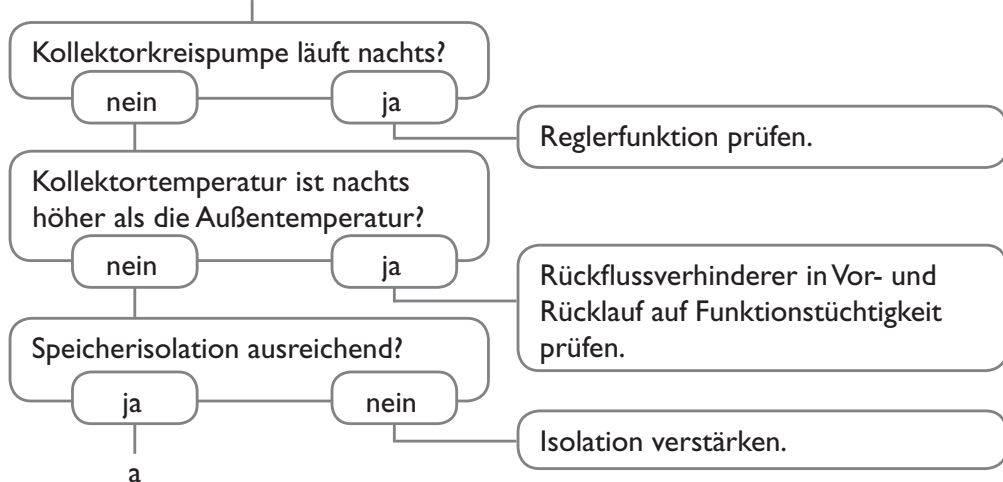 Kollektorkreispumpe läuft nachts?
nein
ja
Reglerfunktion prüfen.
Kollektortemperatur ist nachts
höher als die Außentemperatur?
nein
ja
Rückflussverhinderer in Vor- und
Rücklauf auf Funktionstüchtigkeit
prüfen.
Speicherisolation ausreichend?
ja
nein
Isolation verstärken.
a